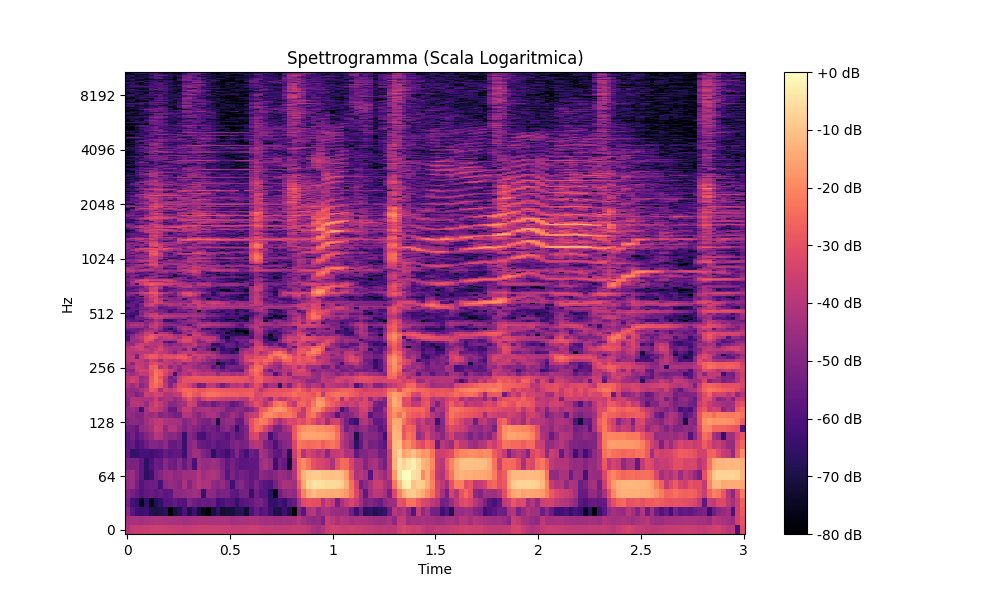 Spettrogramma (Scala Logaritmica)
Hz
8192
4096
2048
1024
512
256
128
64
0
0 0.5 1 1.5 2 2.5 3
Time
+0 dB
-10 dB
-20 dB
-30 dB
-40 dB
-50 dB
-60 dB
-70 dB
-80 dB